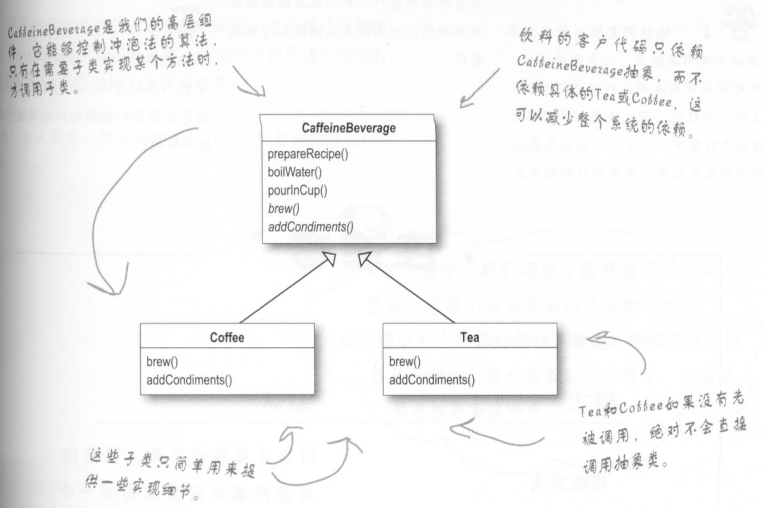 CaffeineBeverage是我们的高层组
件，它能够控制冲泡法的算法，
只有在需要子类实现某个方法时，
才调用子类。
饮料的客户代码只依赖
CaffeineBeverage抽象，而不
依赖具体的Tea或Coffee，这
可以减少整个系统的依赖。
CaffeineBeverage
prepareRecipe()
boilWater()
pourInCup()
brew()
addCondiments()
Coffee
brew()
addCondiments()
Tea
brew()
addCondiments()
Tea和Coffee如果没有先
被调用，绝对不会直接
调用抽象类。
这些子类只简单用来提
供一些实现细节。